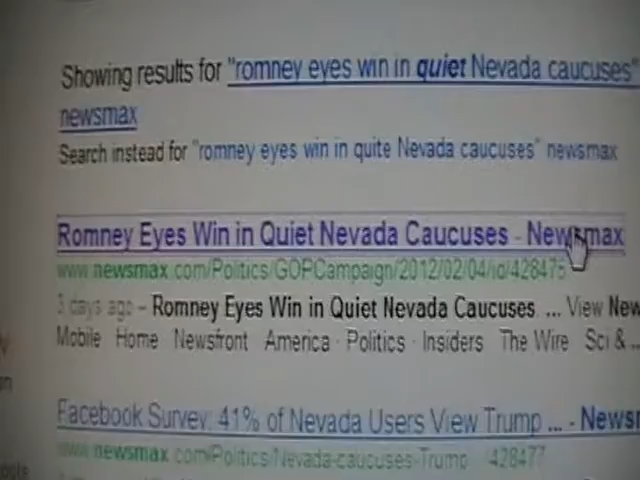 Showing results for "romney eyes win in quiet Nevada caucuses"
newsmax
Search instead for "romney eyes win in quite Nevada caucuses" newsmax
Romney Eyes Win in Quiet Nevada Caucuses - Newsmax
www.newsmax.com/Politics/GOPCampaign/2012/02/04/id/428475
3 days ago – Romney Eyes Win in Quiet Nevada Caucuses. ... View New
Mobile Home Newsfront America · Politics · Insiders The Wire Sci & ...
Facebook Survey: 41% of Nevada Users View Trump ... - News
www.newsmax.com/Politics/Nevada-caucuses-Trump 428477